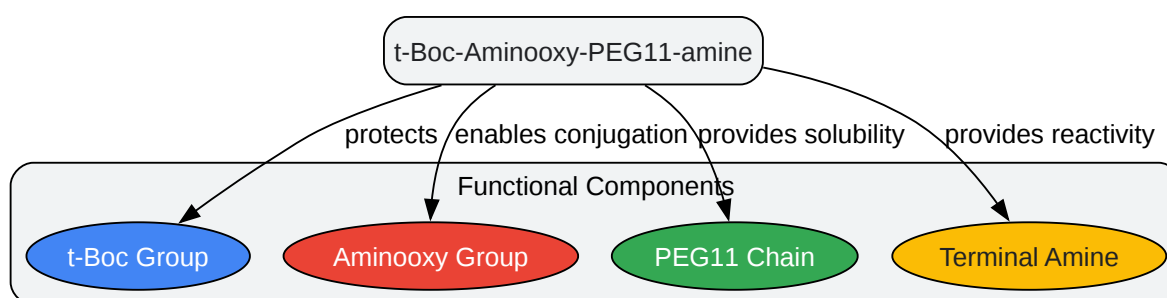 t-Boc-Aminooxy-PEG11-amine
protects
enables conjugation
provides solubility
provides reactivity
Functional Components
t-Boc Group
Aminooxy Group
PEG11 Chain
Terminal Amine